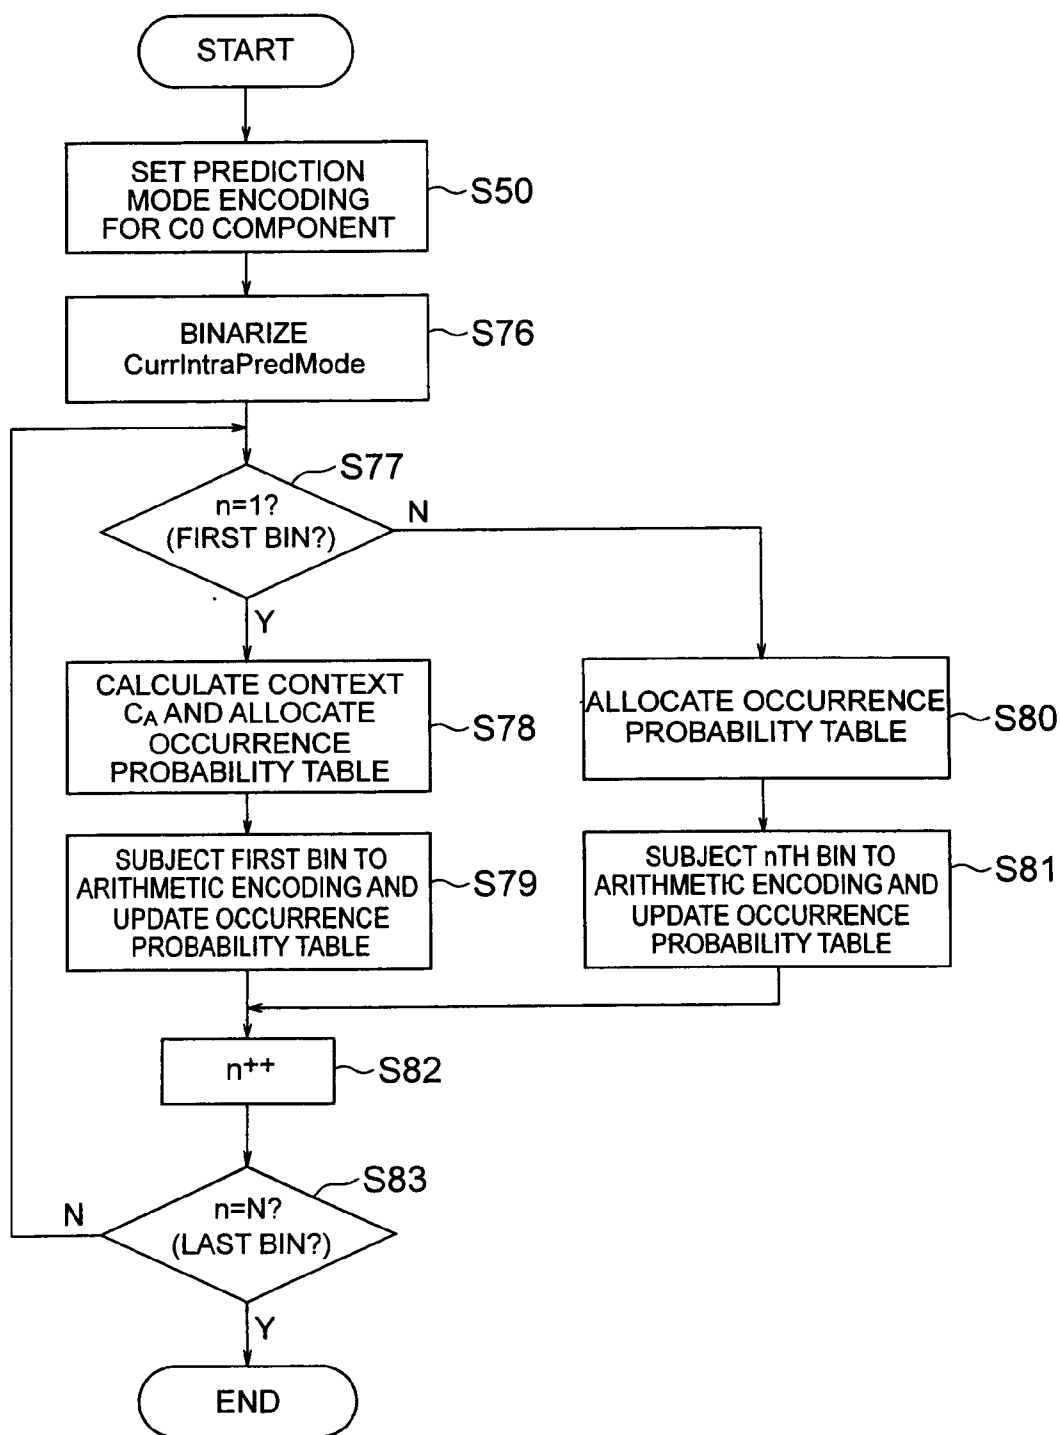 START
SET PREDICTION
MODE ENCODING
FOR C0 COMPONENT
S50
BINARIZE
CurrIntraPredMode
S76
S77
n=1?
(FIRST BIN?)
N
Y
CALCULATE CONTEXT
CA AND ALLOCATE
OCCURRENCE
PROBABILITY TABLE
S78
ALLOCATE OCCURRENCE
PROBABILITY TABLE
S80
SUBJECT FIRST BIN TO
ARITHMETIC ENCODING AND
UPDATE OCCURRENCE
PROBABILITY TABLE
S79
SUBJECT nTH BIN TO
ARITHMETIC ENCODING AND
UPDATE OCCURRENCE
PROBABILITY TABLE
S81
n++
S82
S83
n=N?
(LAST BIN?)
N
Y
END